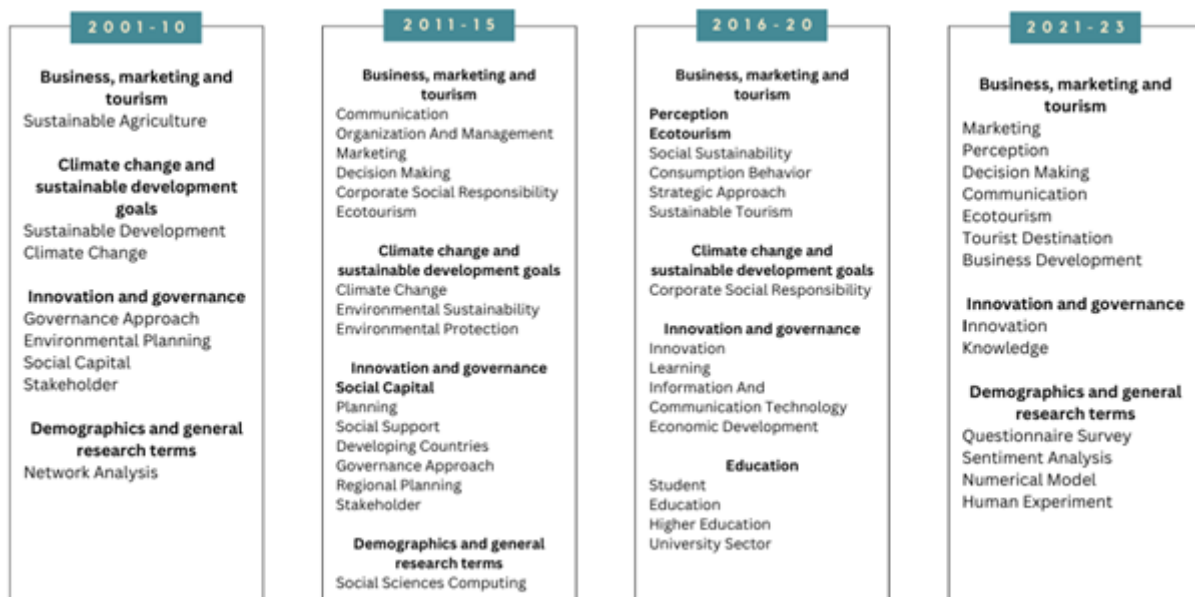 2001-10
Business, marketing and
tourism
Sustainable Agriculture
Climate change and
sustainable development
goals
Sustainable Development
Climate Change
Innovation and governance
Governance Approach
Environmental Planning
Social Capital
Stakeholder
Demographics and general
research terms
Network Analysis
2011-15
Business, marketing and
tourism
Communication
Organization And Management
Marketing
Decision Making
Corporate Social Responsibility
Ecotourism
Climate change and
sustainable development goals
Climate Change
Environmental Sustainability
Environmental Protection
Innovation and governance
Social Capital
Planning
Social Support
Developing Countries
Governance Approach
Regional Planning
Stakeholder
Demographics and general
research terms
Social Sciences Computing
2016-20
Business, marketing and
tourism
Perception
Ecotourism
Social Sustainability
Consumption Behavior
Strategic Approach
Sustainable Tourism
Climate change and
sustainable development goals
Corporate Social Responsibility
Innovation and governance
Innovation
Learning
Information And
Communication Technology
Economic Development
Education
Student
Education
Higher Education
University Sector
2021-23
Business, marketing and
tourism
Marketing
Perception
Decision Making
Communication
Ecotourism
Tourist Destination
Business Development
Innovation and governance
Innovation
Knowledge
Demographics and general
research terms
Questionnaire Survey
Sentiment Analysis
Numerical Model
Human Experiment